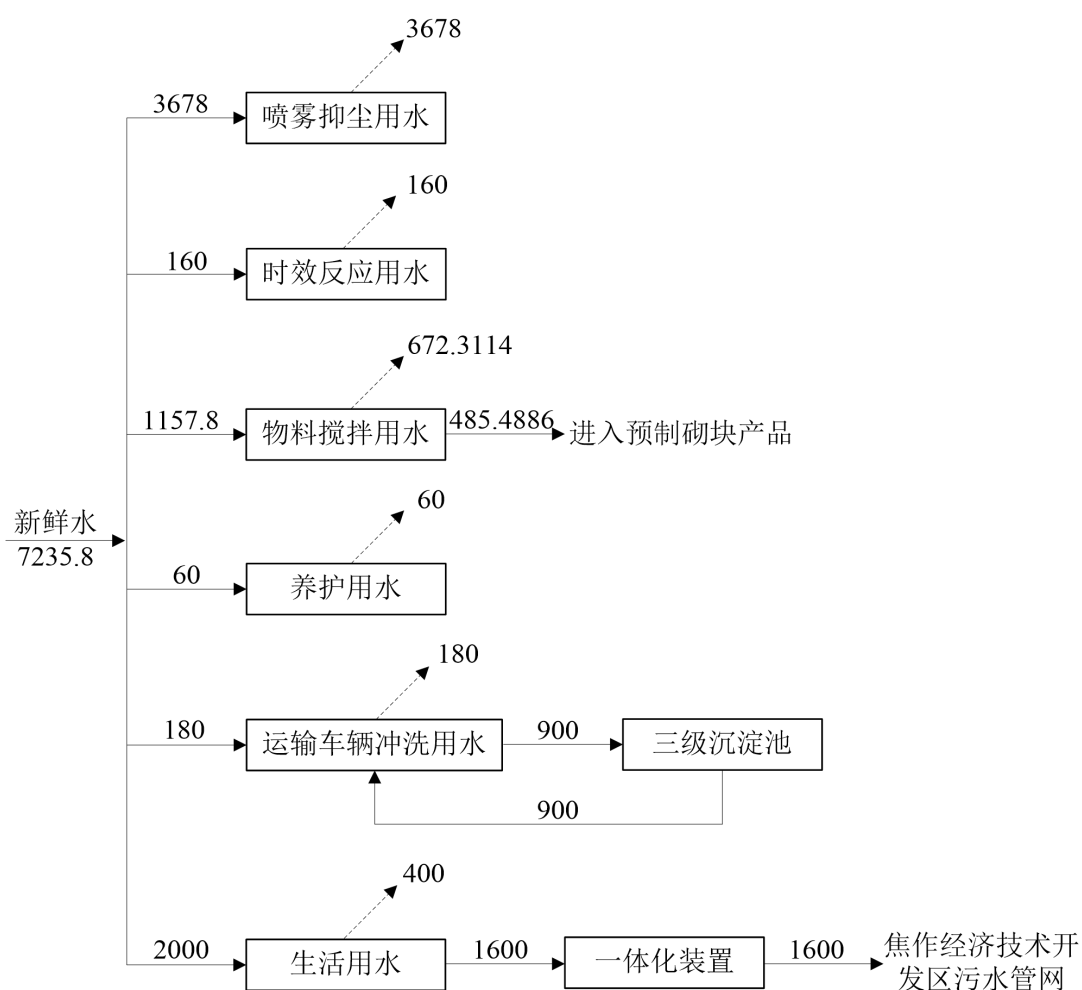 3678
3678
喷雾抑尘用水
160
160
时效反应用水
672.3114
1157.8
物料搅拌用水
485.4886
进入预制砌块产品
新鲜水
7235.8
60
60
养护用水
180
180
运输车辆冲洗用水
900
三级沉淀池
900
400
2000
生活用水
1600
一体化装置
1600
焦作经济技术开
发区污水管网